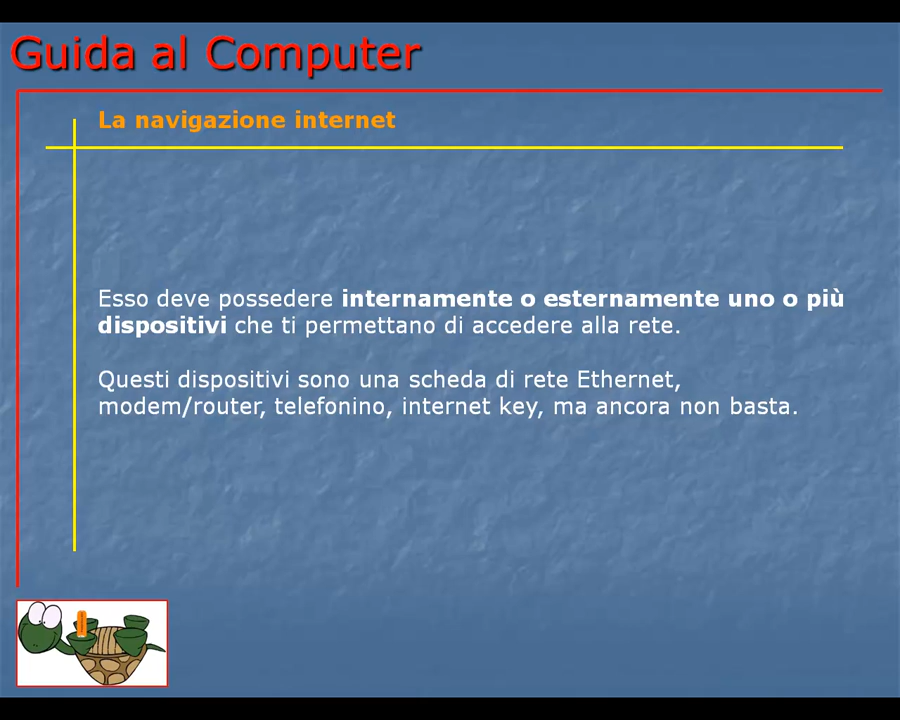 Guida al Computer
La navigazione internet
Esso deve possedere internamente o esternamente uno o più
dispositivi che ti permettano di accedere alla rete.
Questi dispositivi sono una scheda di rete Ethernet,
modem/router, telefonino, internet key, ma ancora non basta.